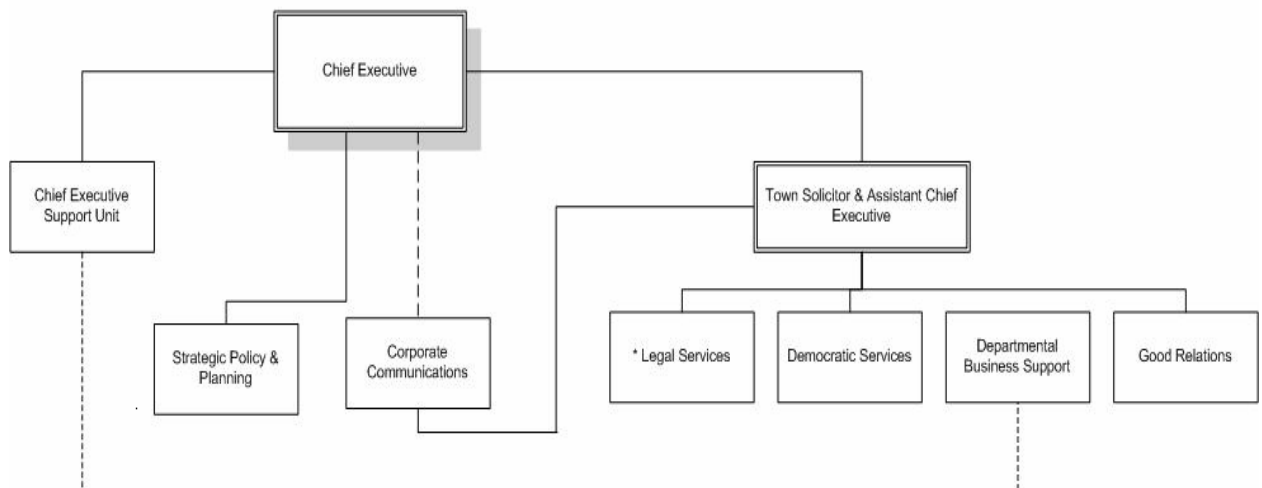 Chief Executive
Chief Executive
Support Unit
Town Solicitor & Assistant Chief
Executive
Strategic Policy &
Planning
Corporate
Communications
* Legal Services
Democratic Services
Departmental
Business Support
Good Relations